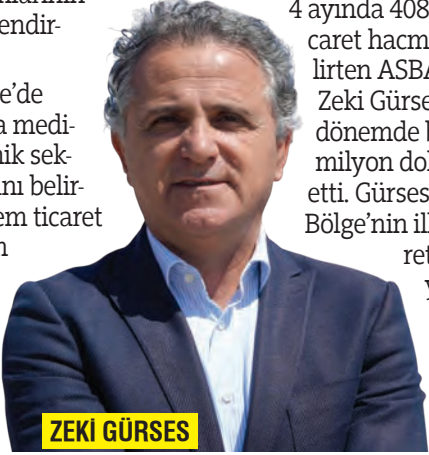 endir-
e'de
a medi-
nik sek-
nı belir-
em ticaret
n
4 ayında 408
caret hacm
lirten ASBA
Zeki Gürse
dönemde b
milyon dol
etti. Gürses
Bölge'nin il
ret
y
ZEKİ GÜRSES